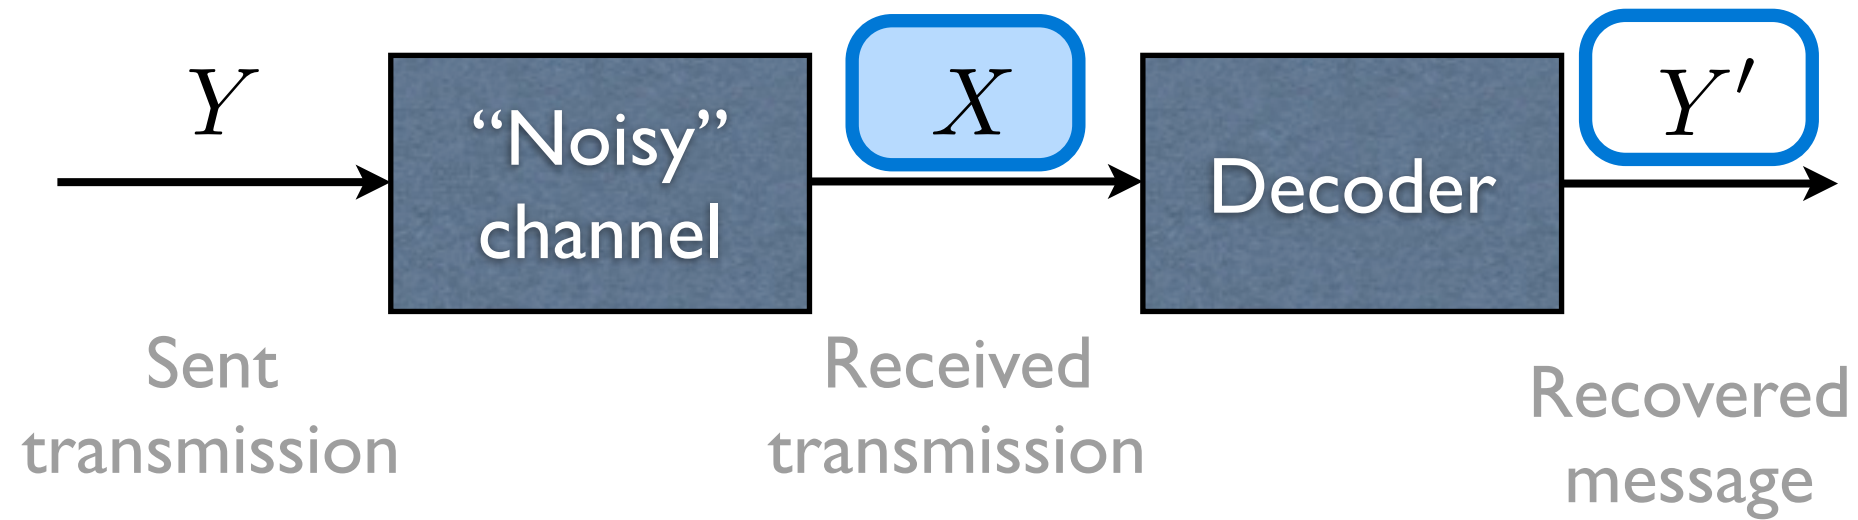 Y
“Noisy”
channel
X
Decoder
Y′
Sent
transmission
Received
transmission
Recovered
message